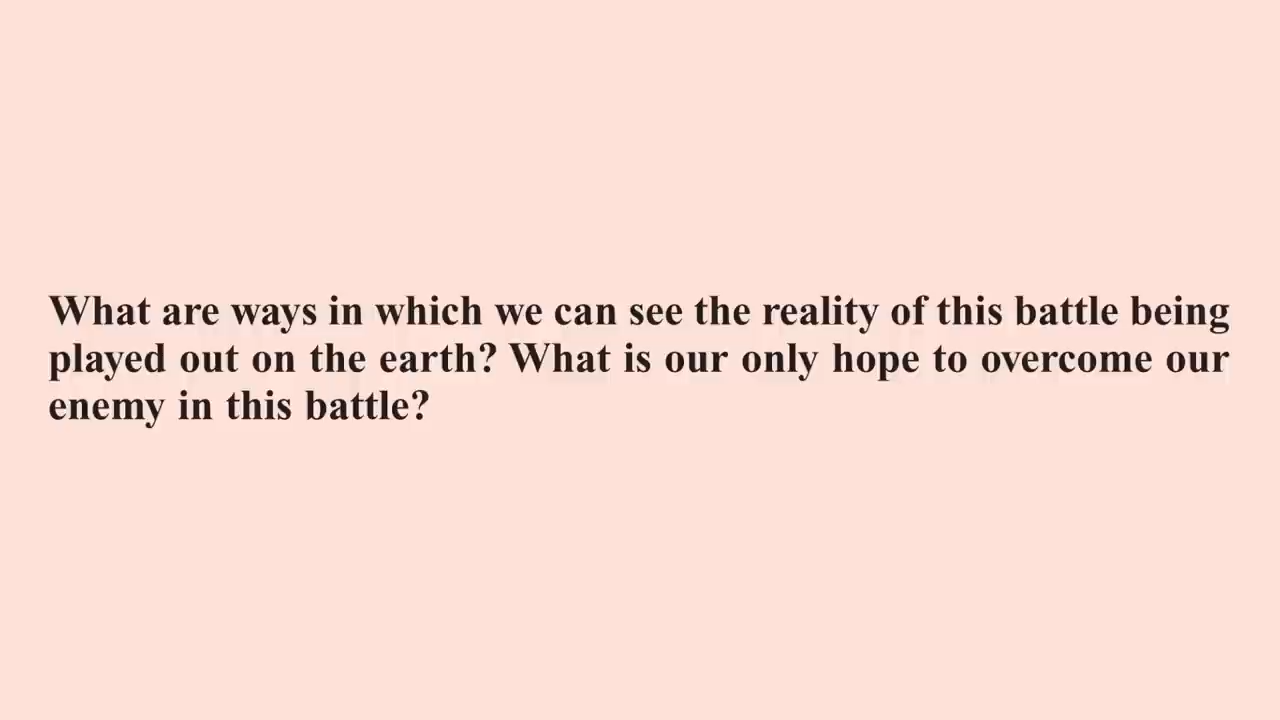 What are ways in which we can see the reality of this battle being
played out on the earth? What is our only hope to overcome our
enemy in this battle?